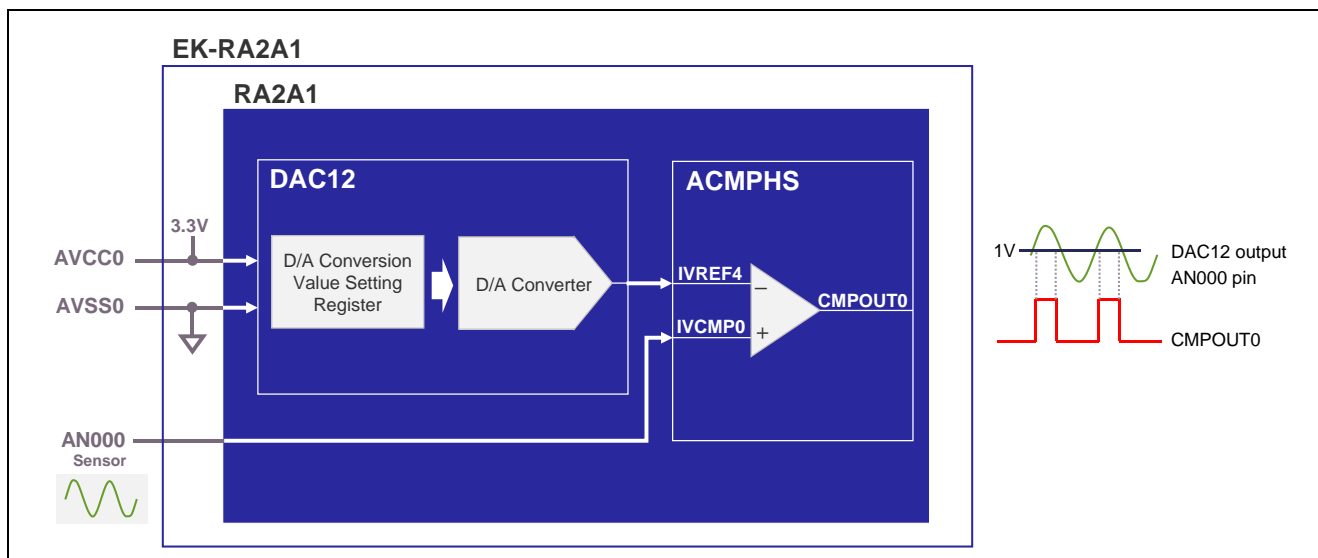 EK-RA2A1
RA2A1
DAC12
ACMPHS
3.3V
AVCC0
AVSS0
D/A Conversion
Value Setting
Register
D/A Converter
IVREF4
−
IVCMP0
+
CMPOUT0
AN000
Sensor
1V
DAC12 output
AN000 pin
CMPOUT0